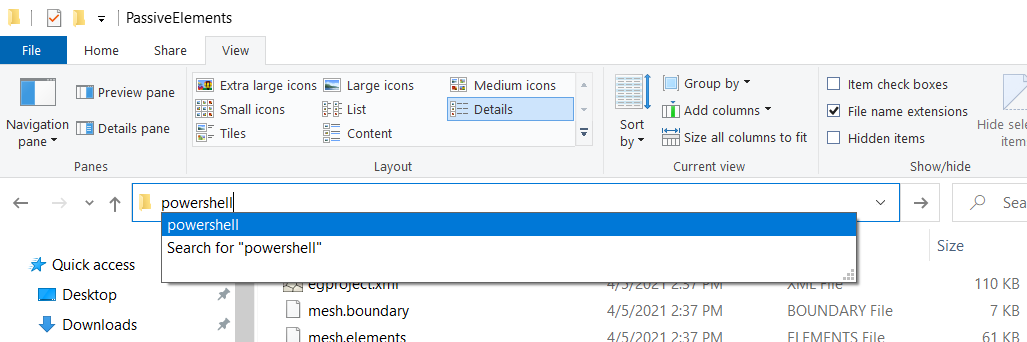 PassiveElements
File Home Share View
Navigation pane
Preview pane
Details pane
Panes
Extra large icons Large icons Medium icons
Small icons List Details
Tiles Content
Layout
Sort by
Group by
Add columns
Size all columns to fit
Current view
Item check boxes
File name extensions
Hidden items
Show/hide
powershell
powershell
Search for "powershell"
Size
Quick access
Desktop
Downloads
egproject.xml 4/5/2021 2:37 PM XML File 110 KB
mesh.boundary 4/5/2021 2:37 PM BOUNDARY File 7 KB
mesh.elements 4/5/2021 2:37 PM ELEMENTS File 61 KB